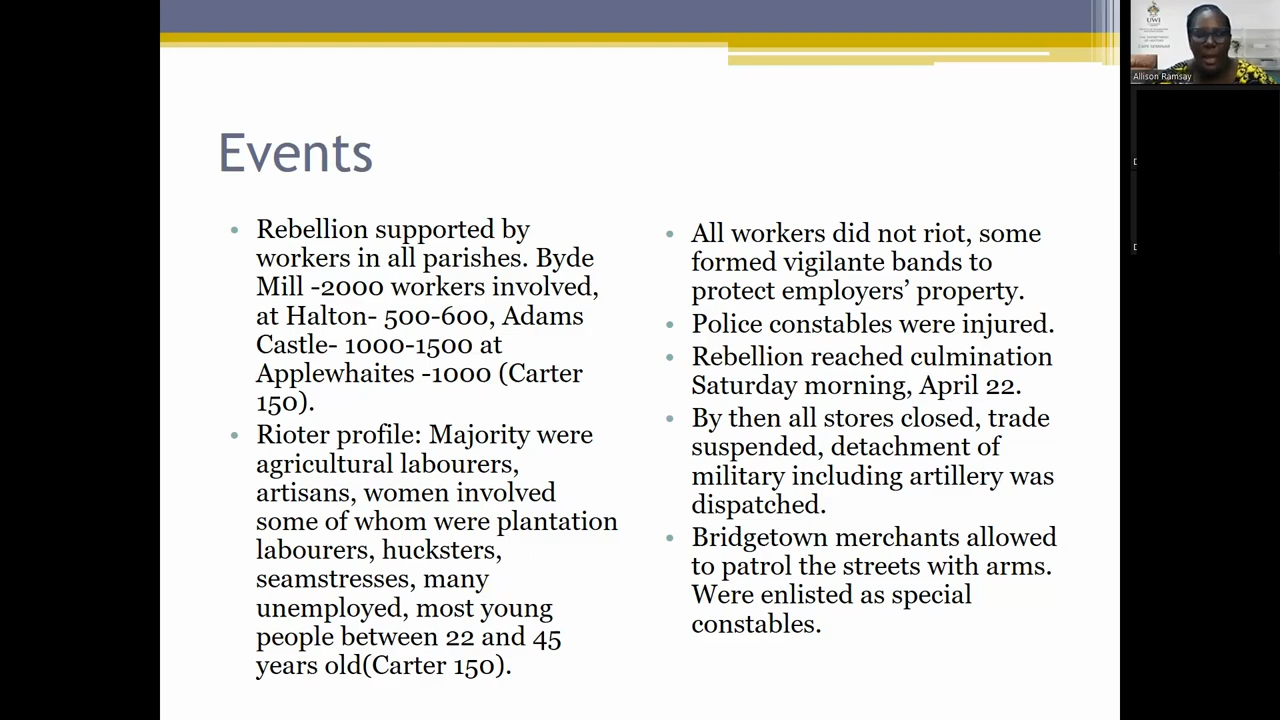 Events
Rebellion supported by
workers in all parishes. Byde
Mill -2000 workers involved,
at Halton- 500-600, Adams
Castle- 1000-1500 at
Applewhaites -1000 (Carter
150).
Rioter profile: Majority were
agricultural labourers,
artisans, women involved
some of whom were plantation
labourers, hucksters,
seamstresses, many
unemployed, most young
people between 22 and 45
years old(Carter 150).
All workers did not riot, some
formed vigilante bands to
protect employers’ property.
Police constables were injured.
Rebellion reached culmination
Saturday morning, April 22.
By then all stores closed, trade
suspended, detachment of
military including artillery was
dispatched.
Bridgetown merchants allowed
to patrol the streets with arms.
Were enlisted as special
constables.
UWI
Allison Ramsay